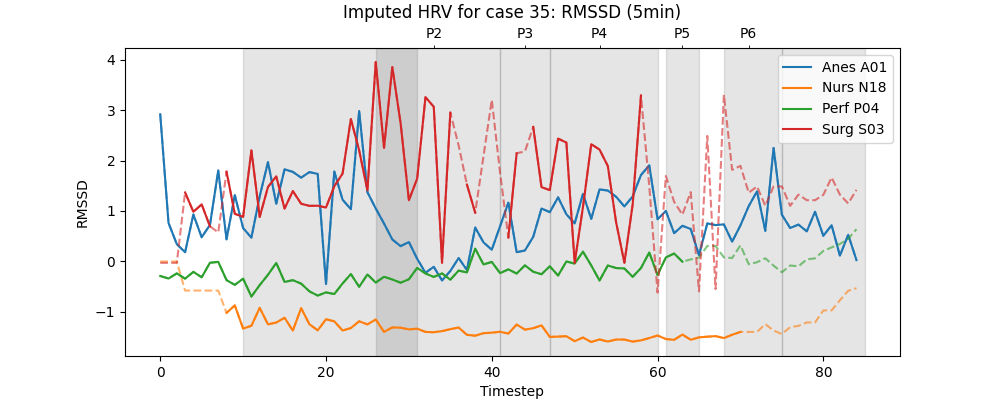 Imputed HRV for case 35: RMSSD (5min)
P2 P3 P4 P5 P6
Anes A01
Nurs N18
Perf P04
Surg S03
RMSSD
4
3
2
1
0
−1
0 20 40 60 80
Timestep